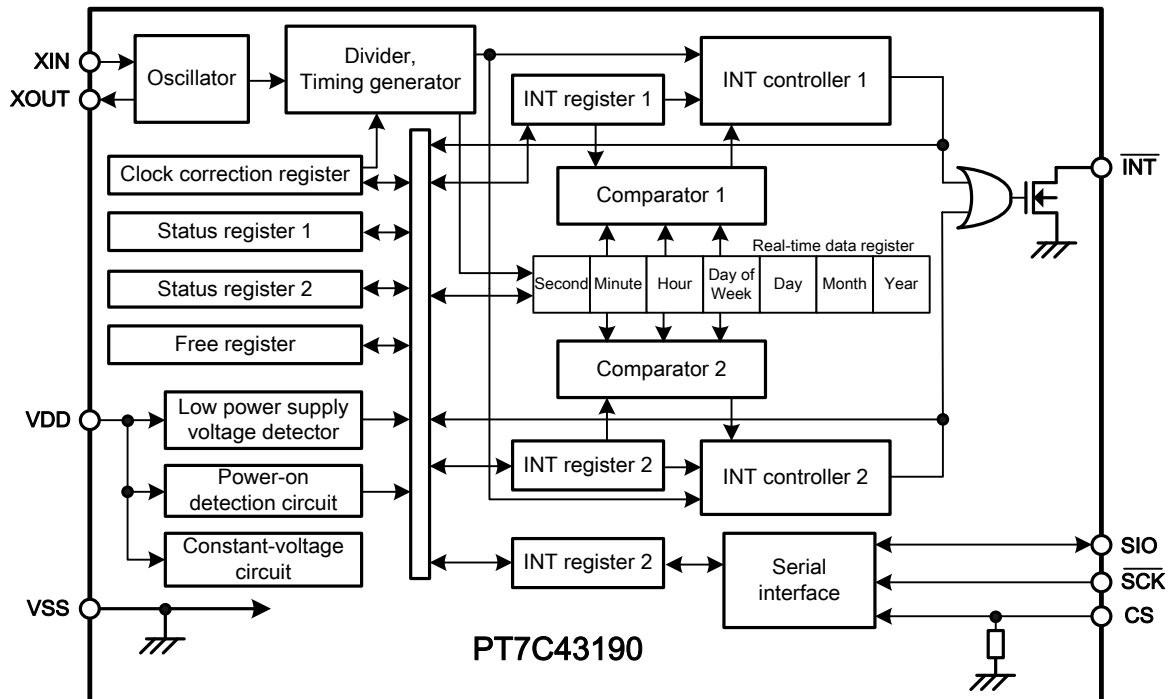 XIN
XOUT
Oscillator
Divider,
Timing generator
INT register 1
INT controller 1
Clock correction register
Comparator 1
INT
Status register 1
Real-time data register
Second
Minute
Hour
Day of
Week
Day
Month
Year
Status register 2
Free register
Comparator 2
VDD
Low power supply
voltage detector
INT register 2
INT controller 2
Power-on
detection circuit
Constant-voltage
circuit
INT register 2
Serial
interface
SIO
SCK
CS
VSS
PT7C43190